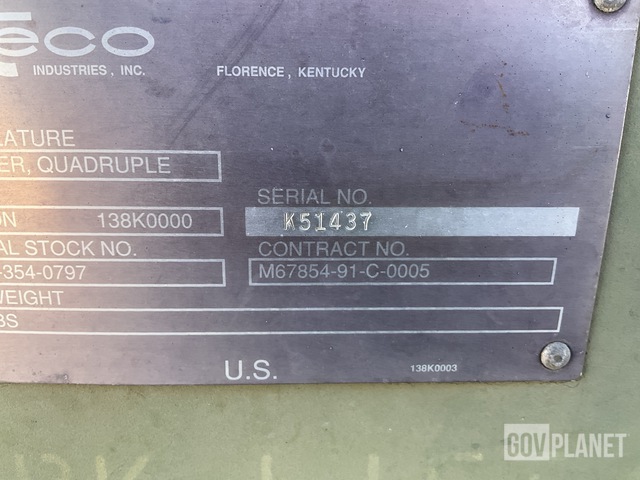 eco
INDUSTRIES, INC. FLORENCE, KENTUCKY
LATURE
ER, QUADRUPLE
SERIAL NO.
ON 138K0000 K51437
AL STOCK NO. CONTRACT NO.
-354-0797 M67854-91-C-0005
WEIGHT
BS
U.S. 138K0003
GOVPLANET